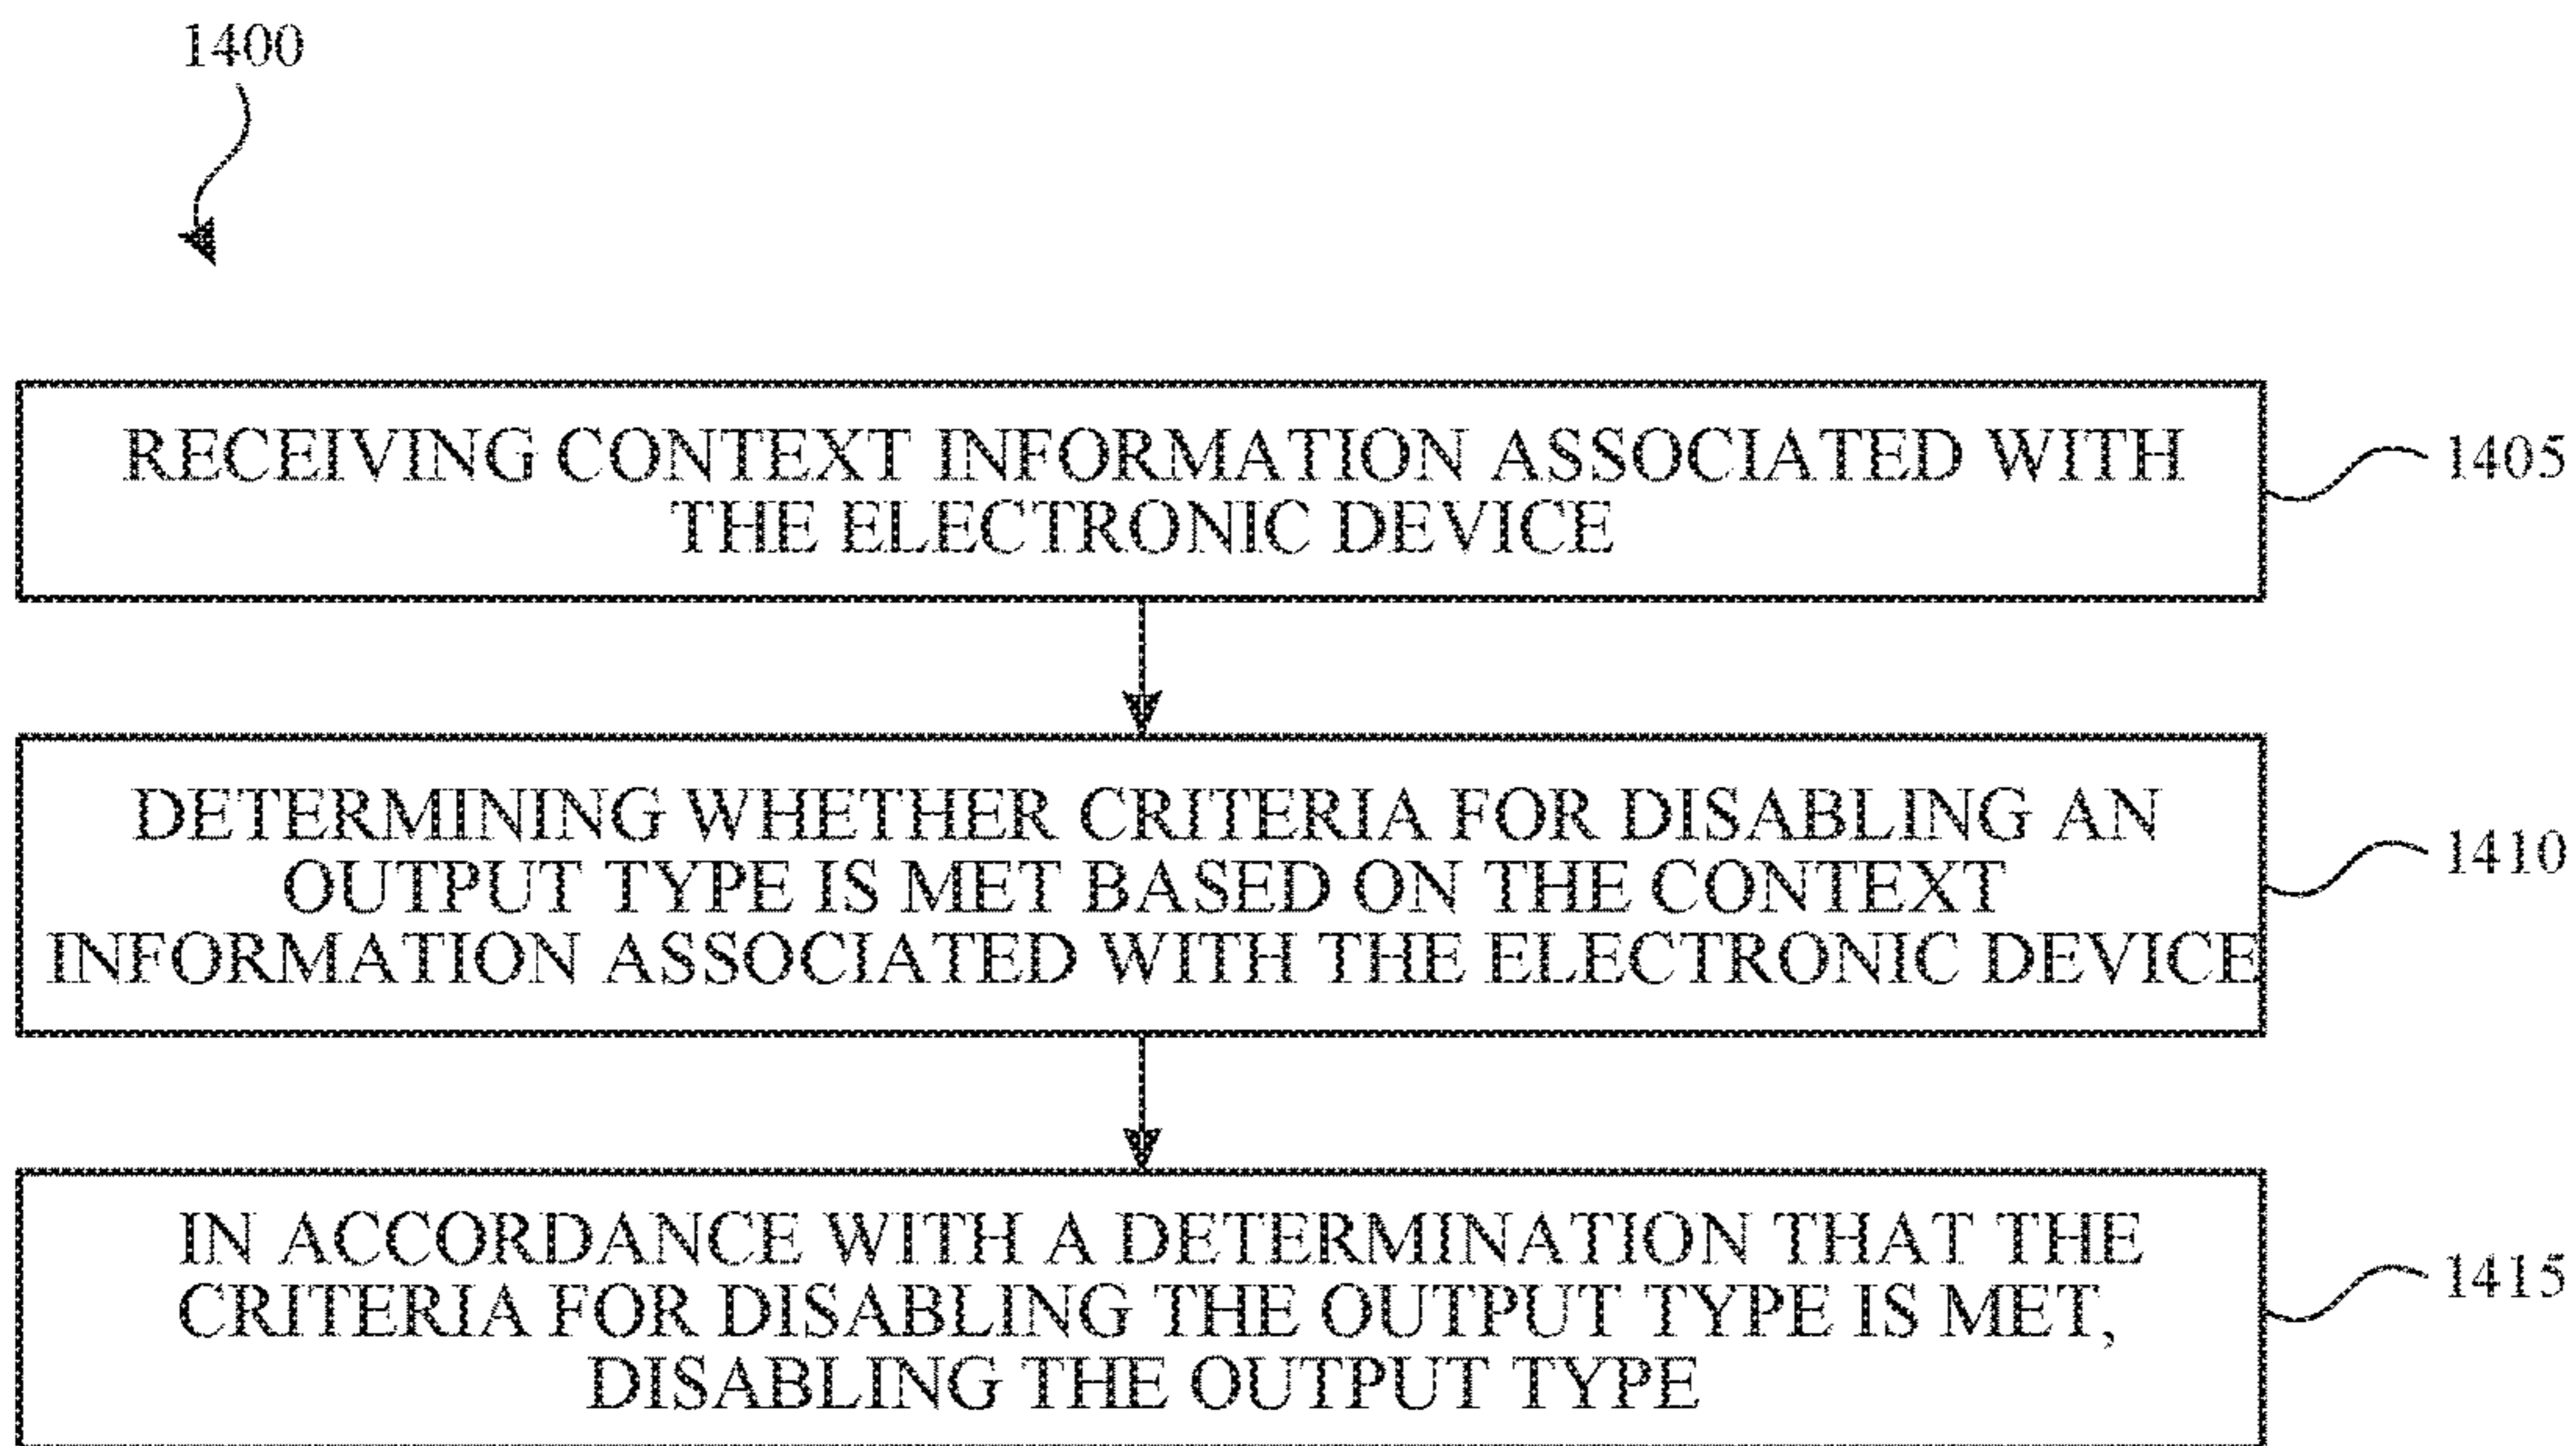 1400
RECEIVING CONTEXT INFORMATION ASSOCIATED WITH
THE ELECTRONIC DEVICE
1405
DETERMINING WHETHER CRITERIA FOR DISABLING AN
OUTPUT TYPE IS MET BASED ON THE CONTEXT
INFORMATION ASSOCIATED WITH THE ELECTRONIC DEVICE
1410
IN ACCORDANCE WITH A DETERMINATION THAT THE
CRITERIA FOR DISABLING THE OUTPUT TYPE IS MET,
DISABLING THE OUTPUT TYPE
1415